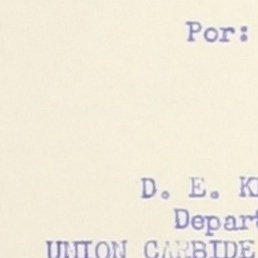 Por:
D. E. K
Depart
UNION CARBIDE